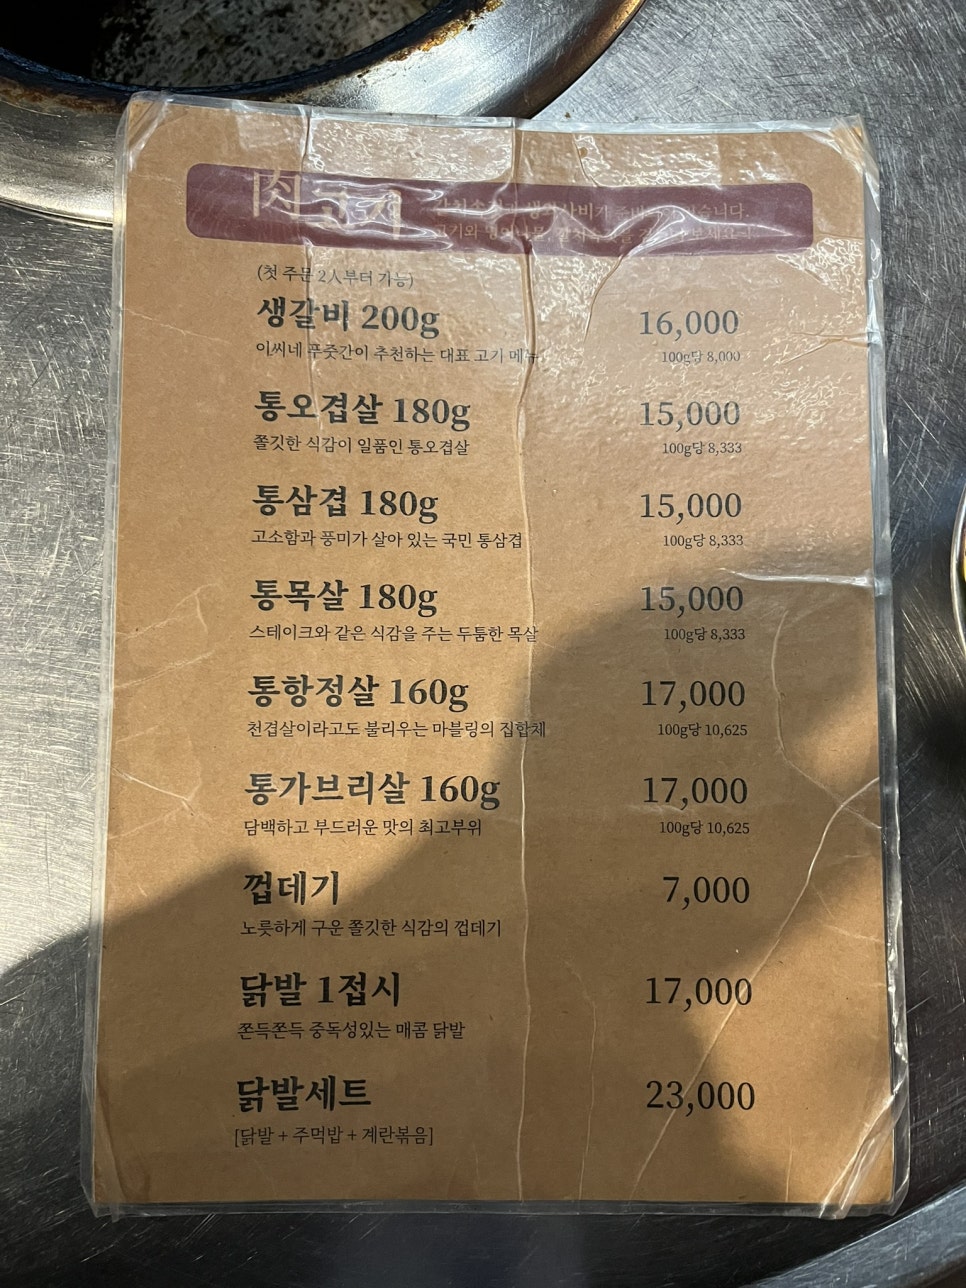 肉 고기
(첫 주문 2人부터 가능)
생갈비 200g 16,000
이씨네 푸줏간이 추천하는 대표 고기 메뉴 100g당 8,000
통오겹살 180g 15,000
쫄깃한 식감이 일품인 통오겹살 100g당 8,333
통삼겹 180g 15,000
고소함과 풍미가 살아 있는 국민 통삼겹 100g당 8,333
통목살 180g 15,000
스테이크와 같은 식감을 주는 두툼한 목살 100g당 8,333
통항정살 160g 17,000
천겹살이라고도 불리우는 마블링의 집합체 100g당 10,625
통가브리살 160g 17,000
담백하고 부드러운 맛의 최고부위 100g당 10,625
껍데기 7,000
노릇하게 구운 쫄깃한 식감의 껍데기
닭발 1접시 17,000
쫀득쫀득 중독성있는 매콤 닭발
닭발세트 23,000
[닭발 + 주먹밥 + 계란볶음]